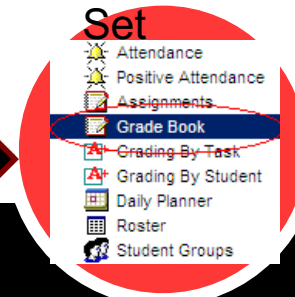 Set
Attendance
Positive Attendance
Assignments
Grade Book
Grading By Task
Grading By Student
Daily Planner
Roster
Student Groups